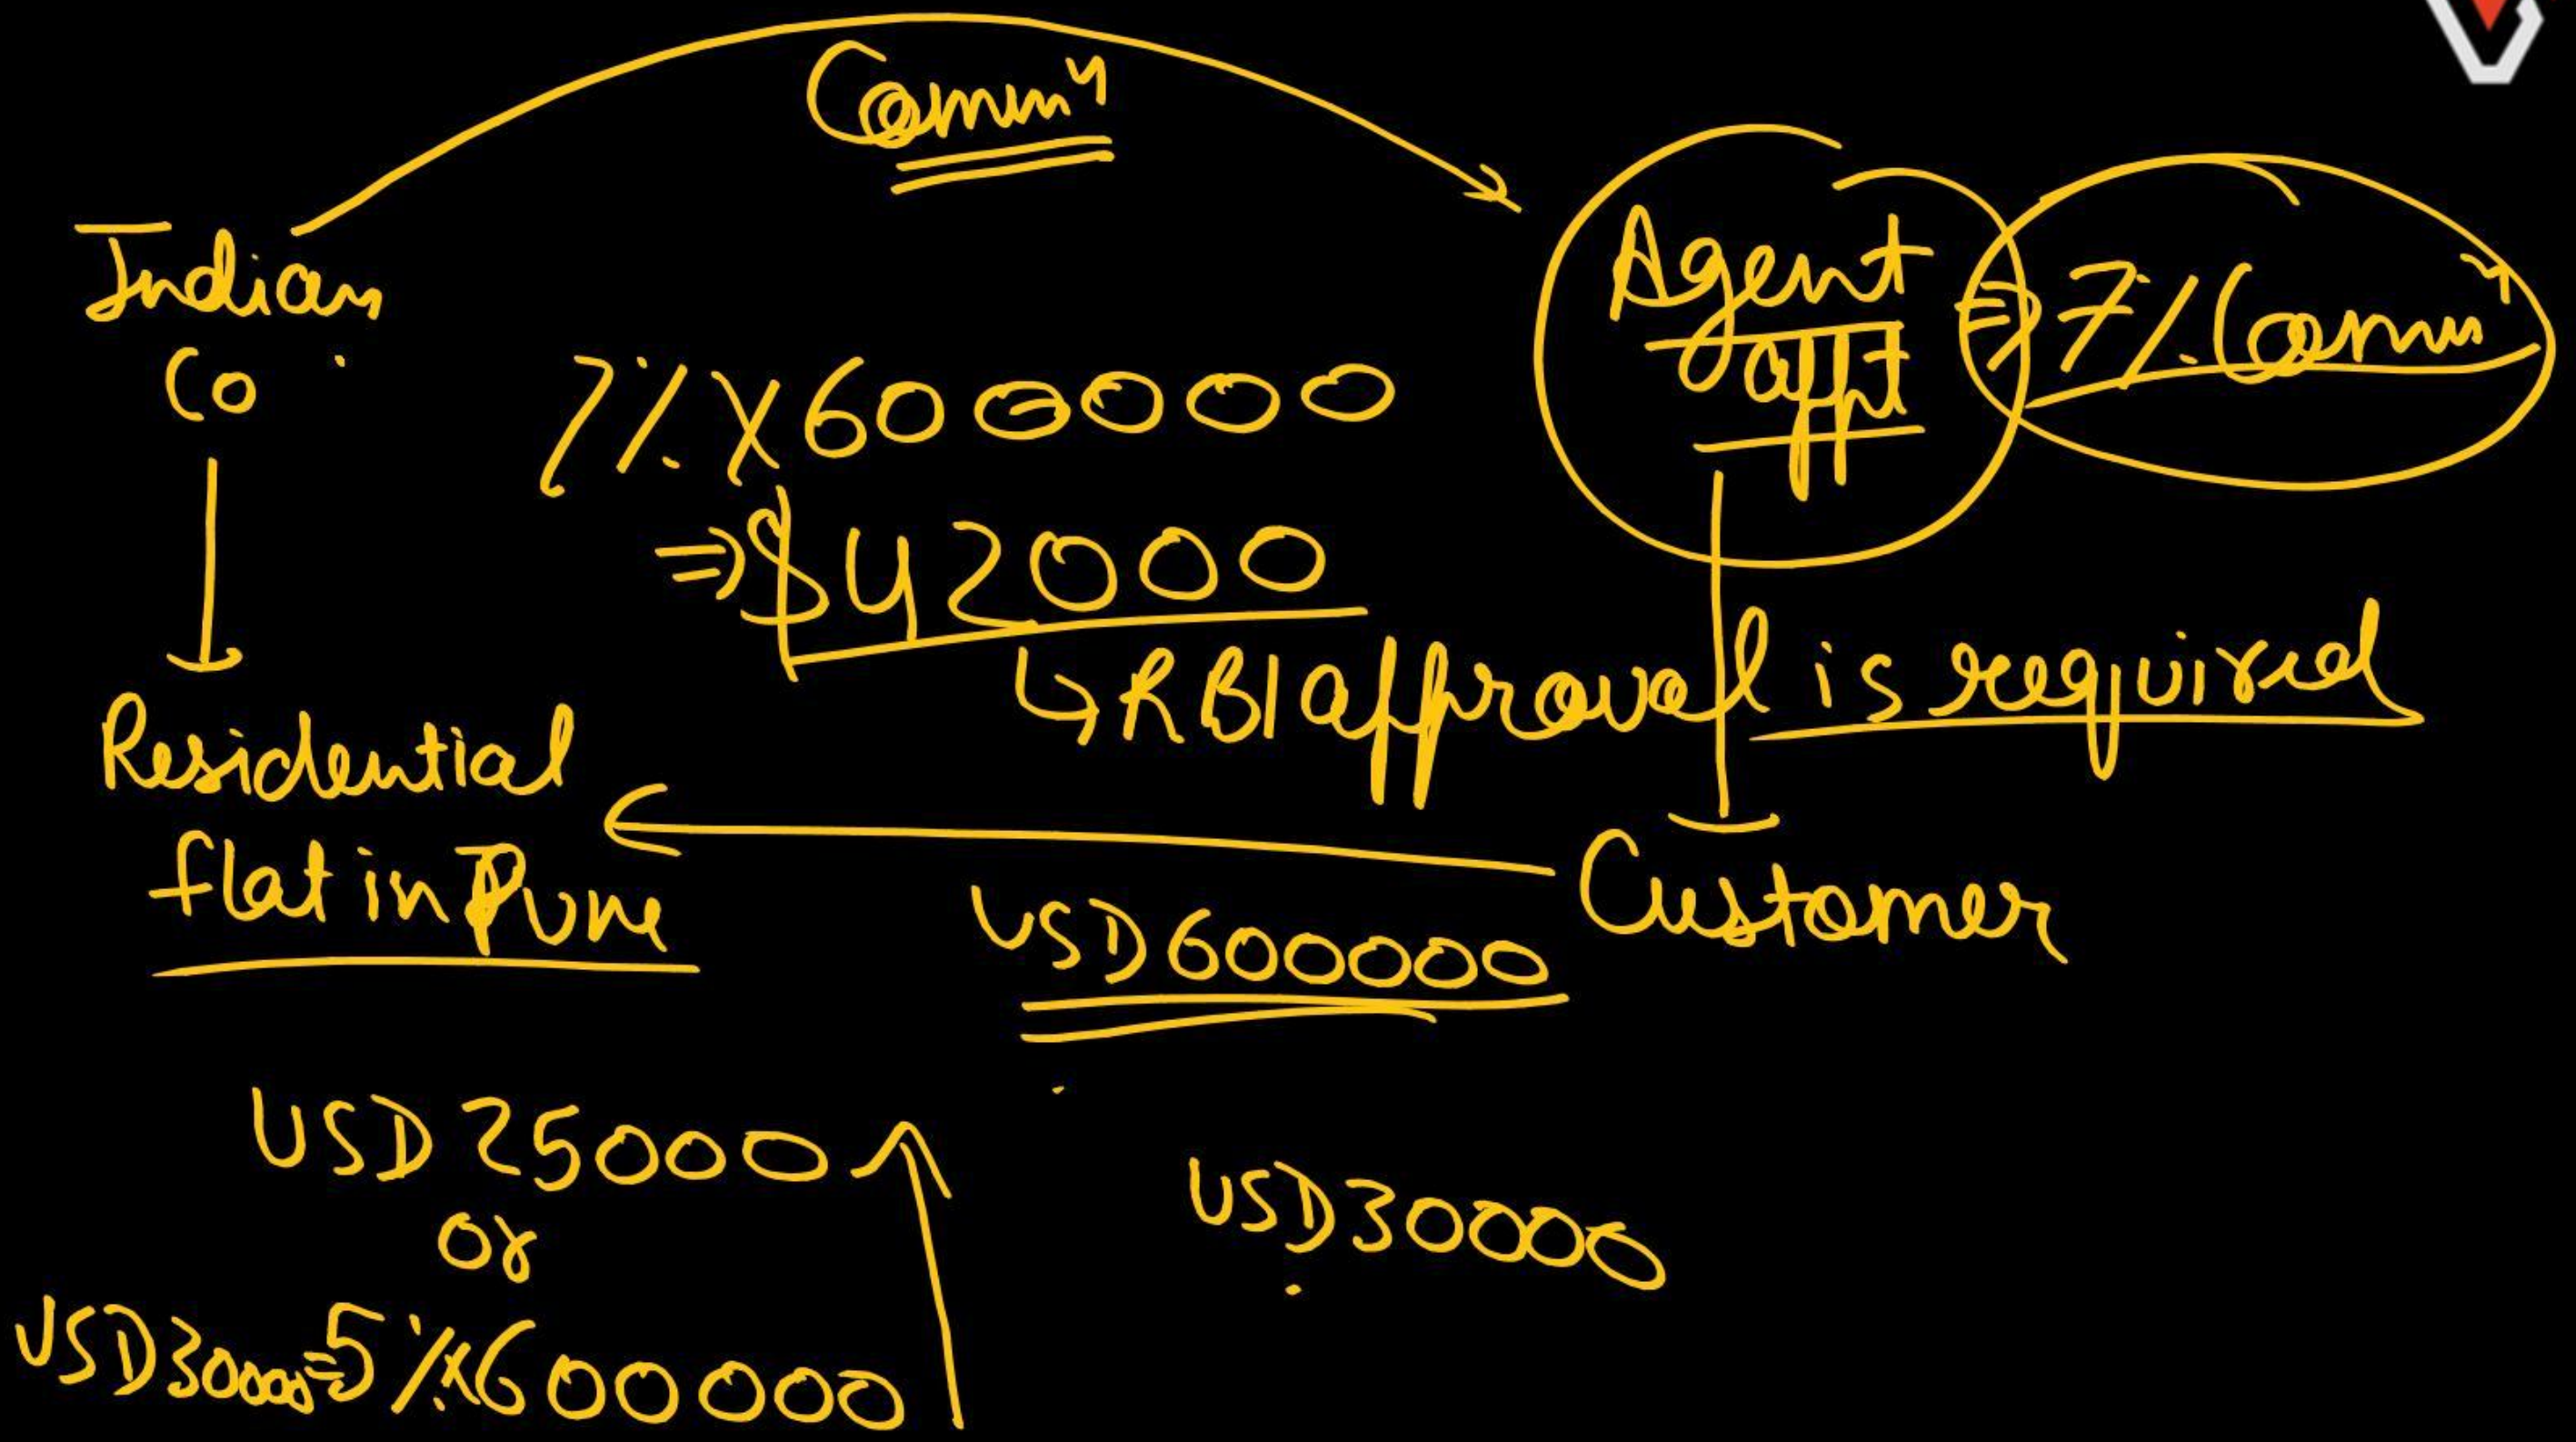 Commn
Indian
Co.
Agent
appt
⇒ 7% Commn
7% X 600000
⇒ $42000
↳ RBI approval is required
Residential
flat in Pune
Customer
USD 600000
USD 25000
or
USD 30000 = 5% x 600000
USD 30000